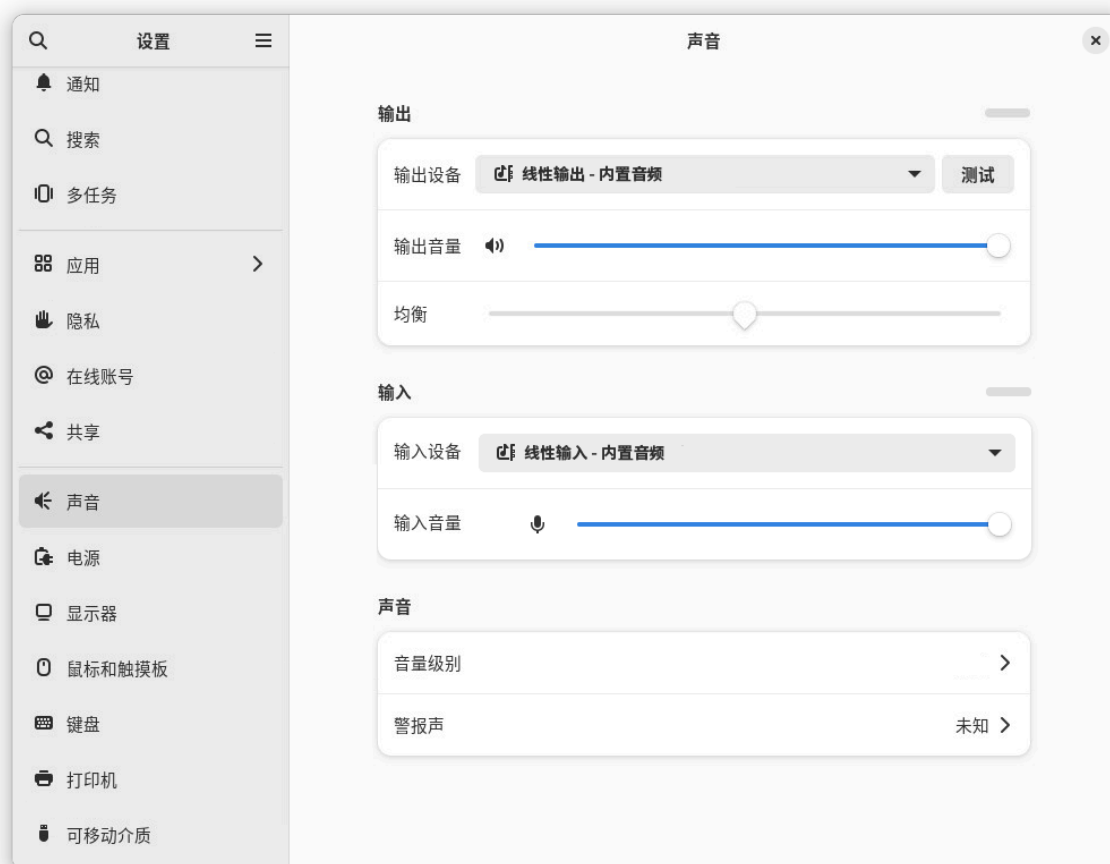 设置
声音
通知
搜索
多任务
应用
隐私
在线账号
共享
声音
电源
显示器
鼠标和触摸板
键盘
打印机
可移动介质
输出
输出设备 线性输出 - 内置音频 测试
输出音量
均衡
输入
输入设备 线性输入 - 内置音频
输入音量
声音
音量级别
警报声 未知